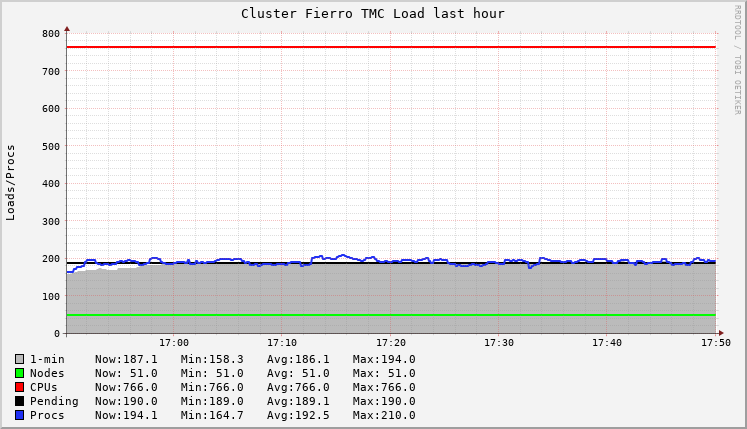 Cluster Fierro TMC Load last hour
RRDTOOL / TOBI OETIKER
Loads/Procs
800
700
600
500
400
300
200
100
0
17:00 17:10 17:20 17:30 17:40 17:50
1-min Now:187.1 Min:158.3 Avg:186.1 Max:194.0
Nodes Now: 51.0 Min: 51.0 Avg: 51.0 Max: 51.0
CPUs Now:766.0 Min:766.0 Avg:766.0 Max:766.0
Pending Now:190.0 Min:189.0 Avg:189.1 Max:190.0
Procs Now:194.1 Min:164.7 Avg:192.5 Max:210.0